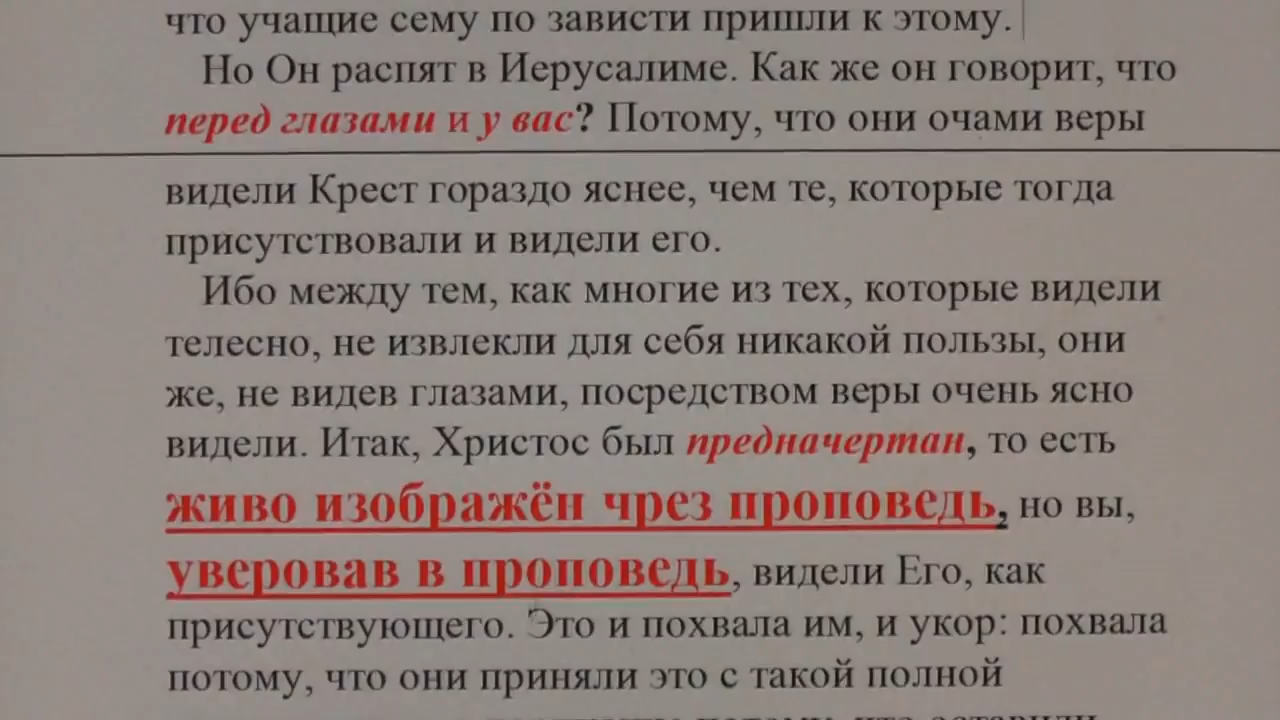 что учащие сему по зависти пришли к этому.
Но Он распят в Иерусалиме. Как же он говорит, что
перед глазами и у вас? Потому, что они очами веры
видели Крест гораздо яснее, чем те, которые тогда
присутствовали и видели его.
Ибо между тем, как многие из тех, которые видели
телесно, не извлекли для себя никакой пользы, они
же, не видев глазами, посредством веры очень ясно
видели. Итак, Христос был предначертан, то есть
живо изображён чрез проповедь, но вы,
уверовав в проповедь, видели Его, как
присутствующего. Это и похвала им, и укор: похвала
потому, что они приняли это с такой полной